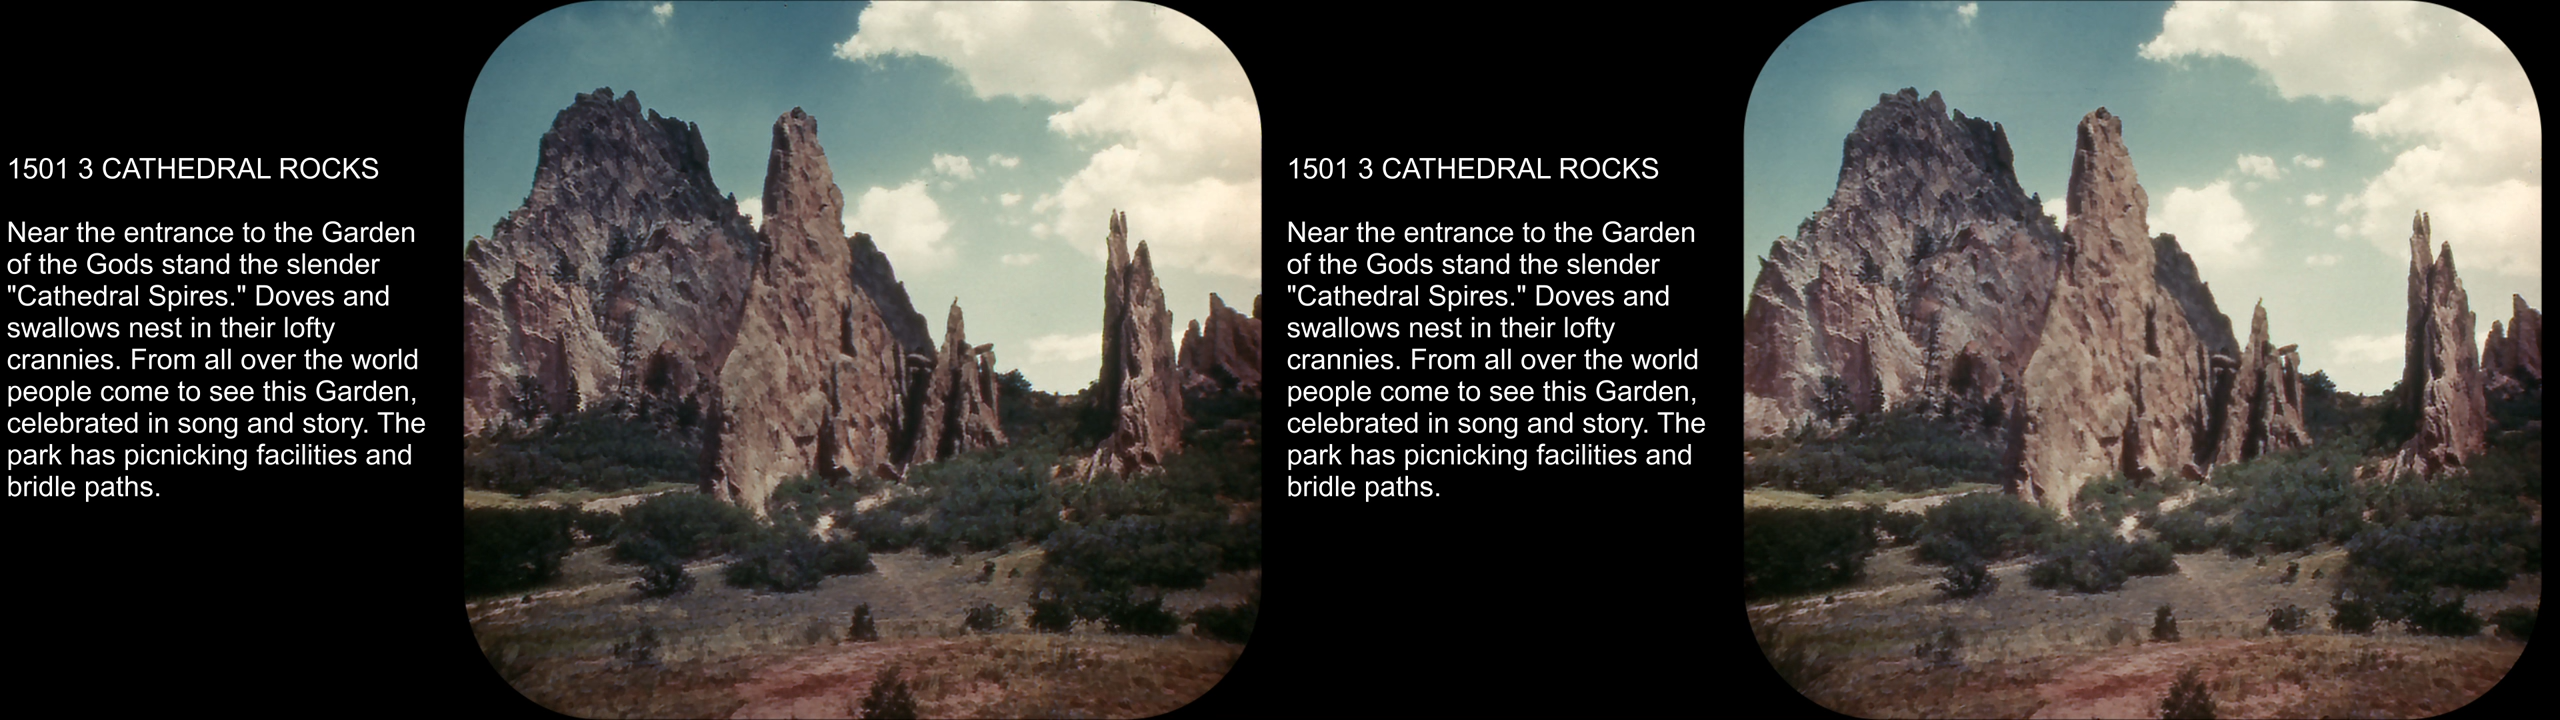 1501 3 CATHEDRAL ROCKS
Near the entrance to the Garden
of the Gods stand the slender
"Cathedral Spires." Doves and
swallows nest in their lofty
crannies. From all over the world
people come to see this Garden,
celebrated in song and story. The
park has picnicking facilities and
bridle paths.
1501 3 CATHEDRAL ROCKS
Near the entrance to the Garden
of the Gods stand the slender
"Cathedral Spires." Doves and
swallows nest in their lofty
crannies. From all over the world
people come to see this Garden,
celebrated in song and story. The
park has picnicking facilities and
bridle paths.